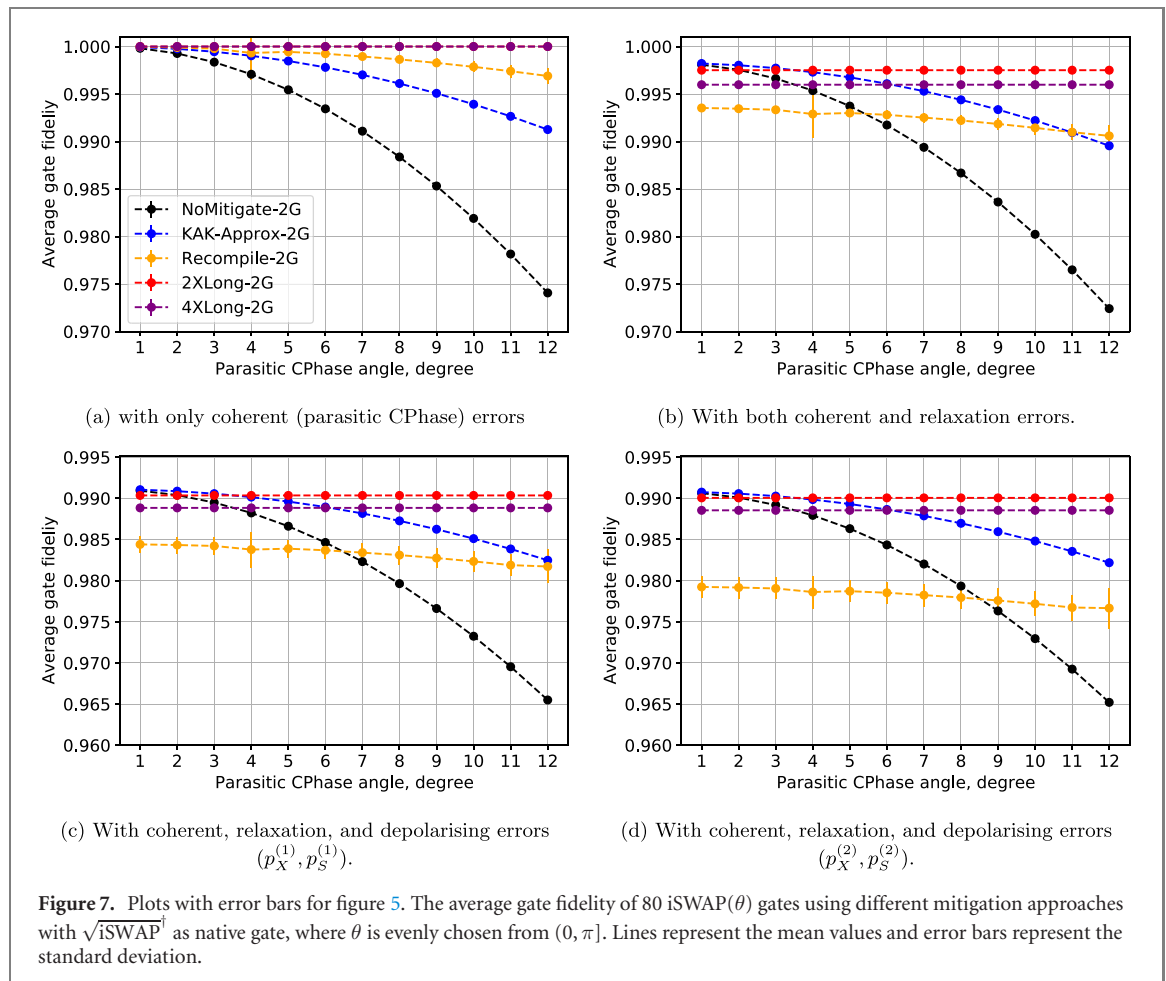 1.000
0.995
0.990
0.985
0.980
0.975
0.970
Average gate fidelity
NoMitigate-2G
KAK-Approx-2G
Recompile-2G
2XLong-2G
4XLong-2G
1 2 3 4 5 6 7 8 9 10 11 12
Parasitic CPhase angle, degree
(a) with only coherent (parasitic CPhase) errors
1.000
0.995
0.990
0.985
0.980
0.975
0.970
Average gate fideliy
1 2 3 4 5 6 7 8 9 10 11 12
Parasitic CPhase angle, degree
(b) With both coherent and relaxation errors.
0.995
0.990
0.985
0.980
0.975
0.970
0.965
0.960
Average gate fideliy
1 2 3 4 5 6 7 8 9 10 11 12
Parasitic CPhase angle, degree
(c) With coherent, relaxation, and depolarising errors
(p_X^{(1)}, p_S^{(1)}).
0.995
0.990
0.985
0.980
0.975
0.970
0.965
0.960
Average gate fideliy
1 2 3 4 5 6 7 8 9 10 11 12
Parasitic CPhase angle, degree
(d) With coherent, relaxation, and depolarising errors
(p_X^{(2)}, p_S^{(2)}).
Figure 7. Plots with error bars for figure 5. The average gate fidelity of 80 iSWAP(θ) gates using different mitigation approaches
with √iSWAP† as native gate, where θ is evenly chosen from (0, π]. Lines represent the mean values and error bars represent the
standard deviation.